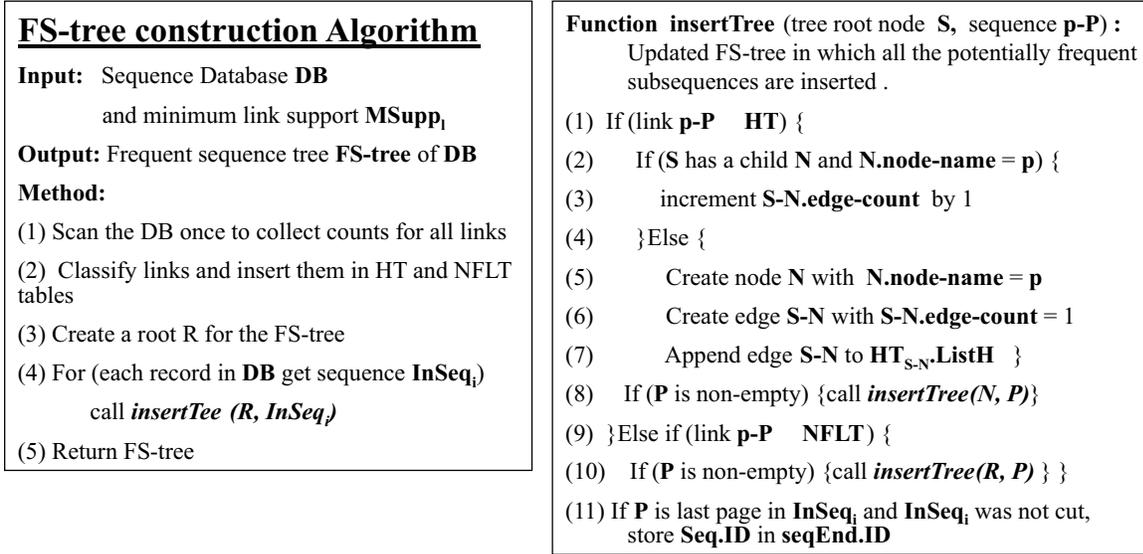 FS-tree construction Algorithm
Input: Sequence Database DB
and minimum link support MSuppl
Output: Frequent sequence tree FS-tree of DB
Method:
(1) Scan the DB once to collect counts for all links
(2) Classify links and insert them in HT and NFLT
tables
(3) Create a root R for the FS-tree
(4) For (each record in DB get sequence InSeqi)
call insertTee (R, InSeqi)
(5) Return FS-tree
Function insertTree (tree root node S, sequence p-P) :
Updated FS-tree in which all the potentially frequent
subsequences are inserted .
(1) If (link p-P HT) {
(2) If (S has a child N and N.node-name = p) {
(3) increment S-N.edge-count by 1
(4) }Else {
(5) Create node N with N.node-name = p
(6) Create edge S-N with S-N.edge-count = 1
(7) Append edge S-N to HTS-N.ListH }
(8) If (P is non-empty) {call insertTree(N, P)}
(9) }Else if (link p-P NFLT) {
(10) If (P is non-empty) {call insertTree(R, P) } }
(11) If P is last page in InSeqi and InSeqi was not cut,
store Seq.ID in seqEnd.ID